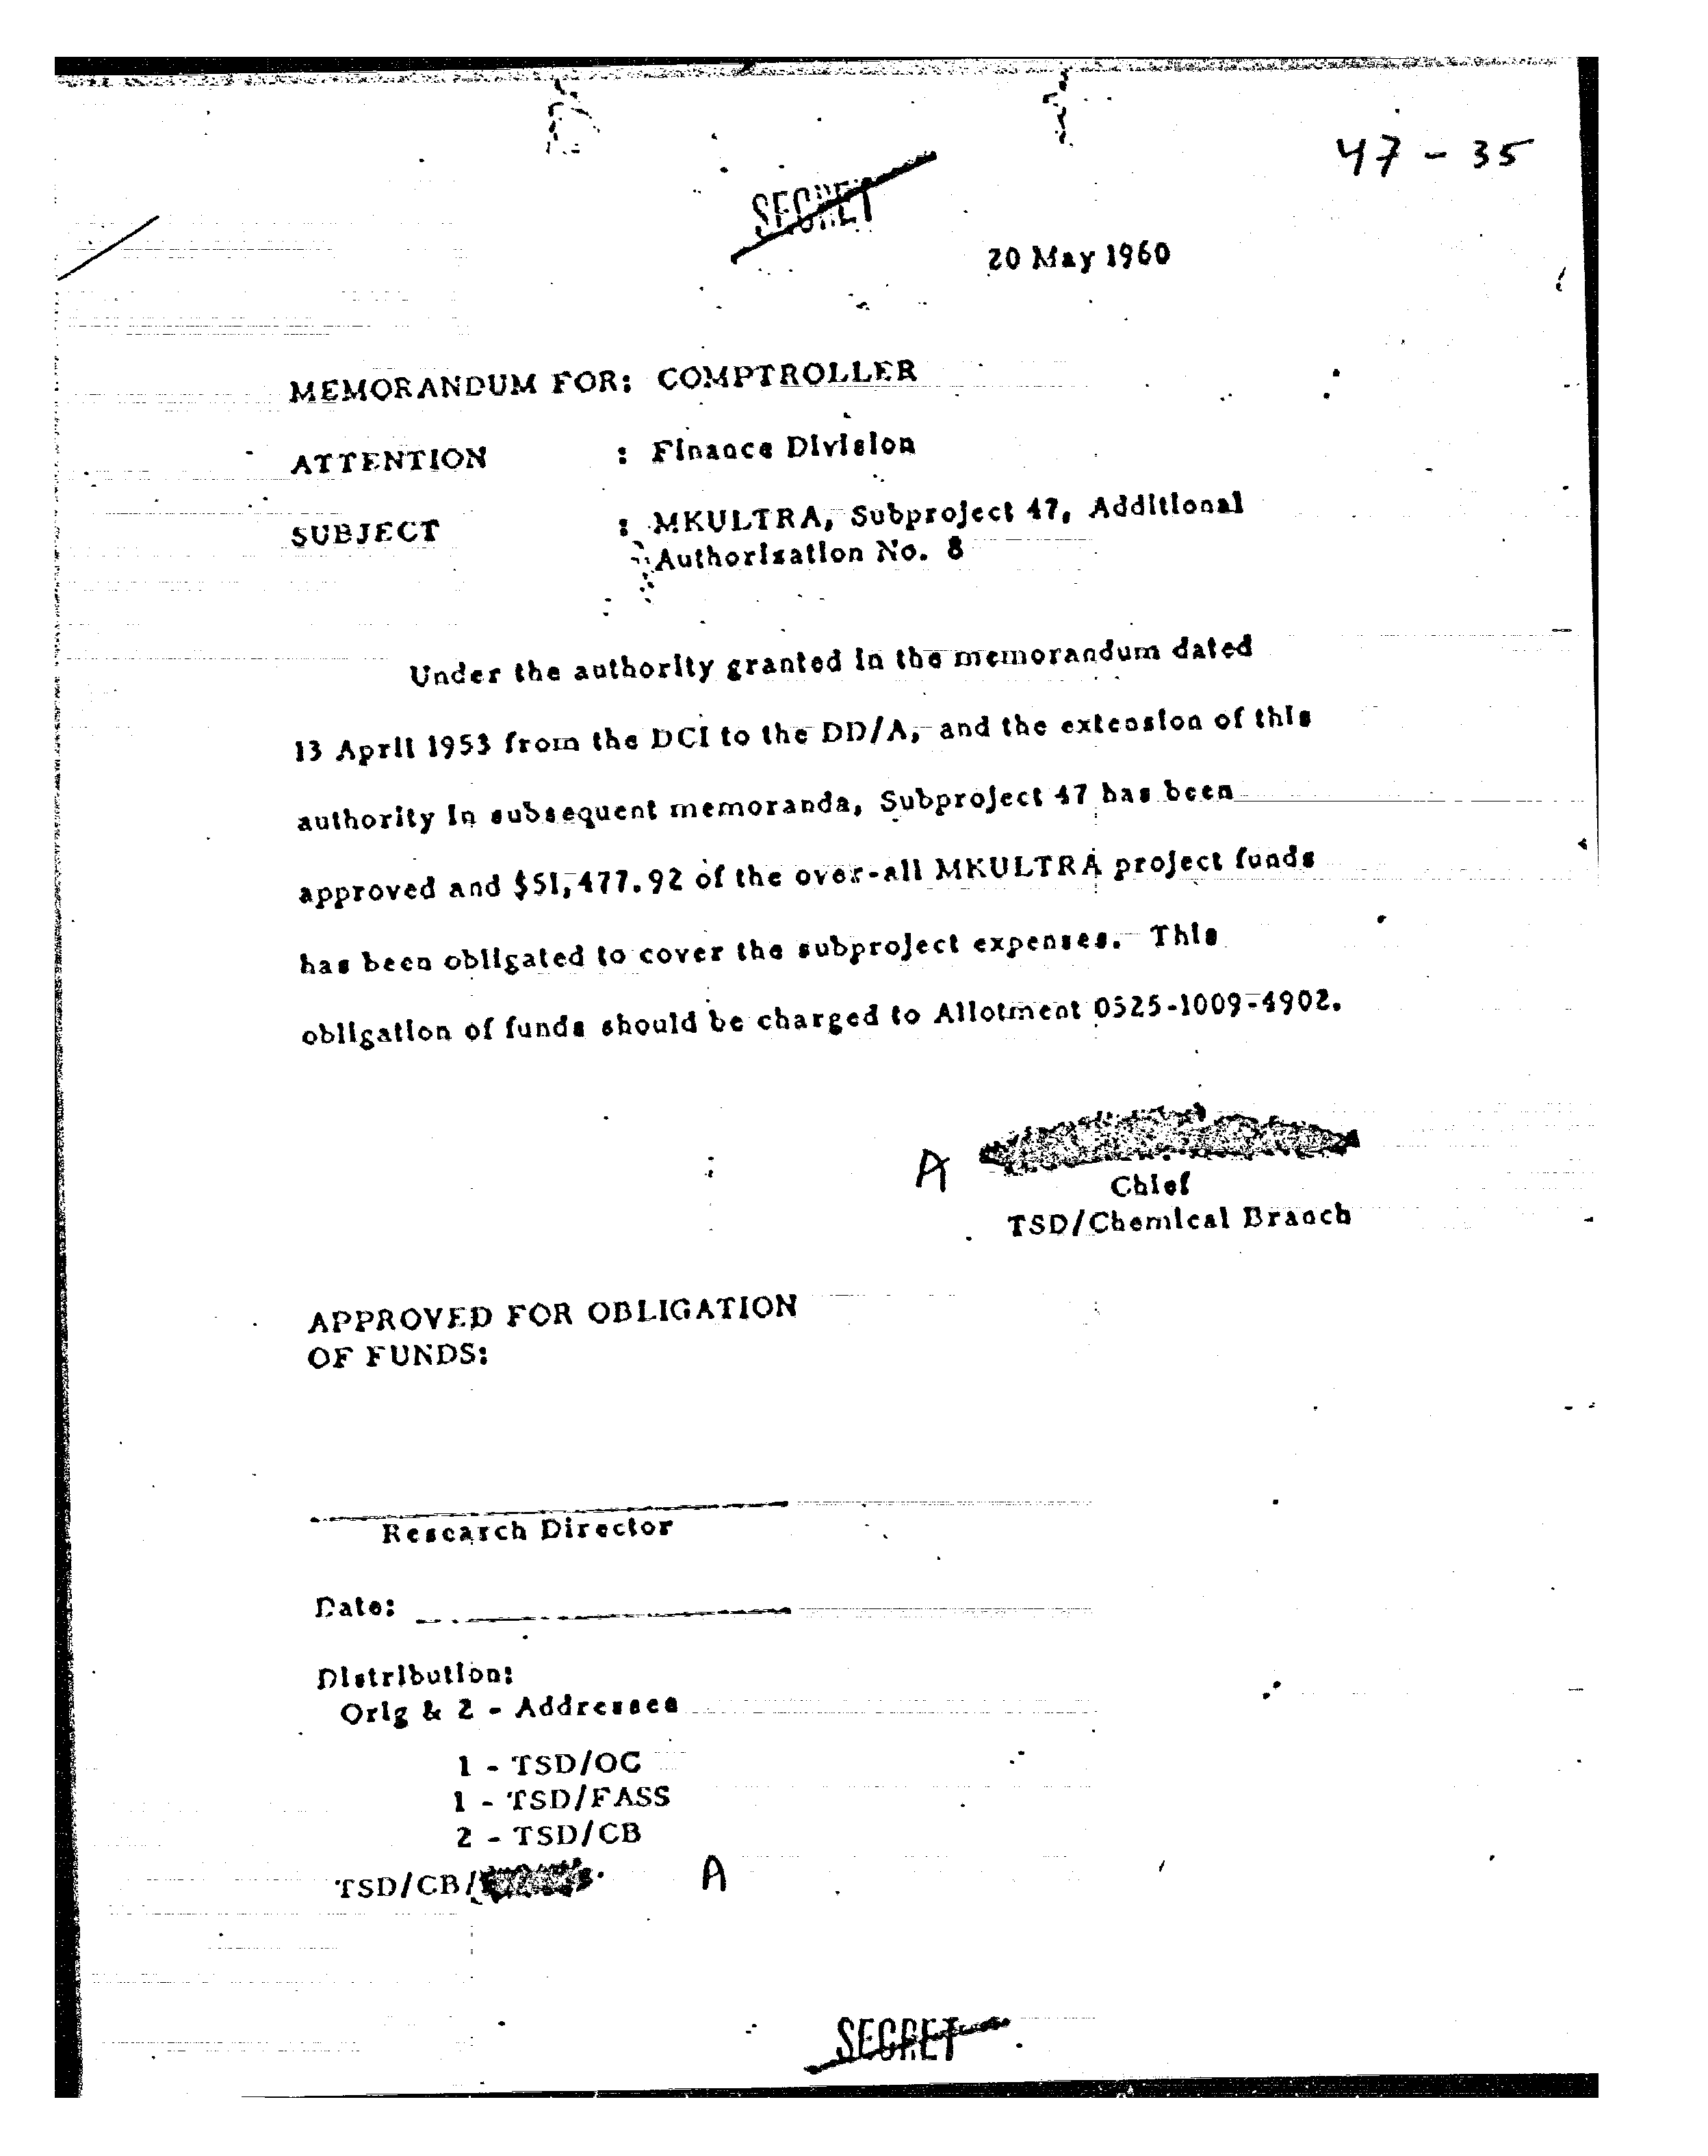 47 - 35
SECRET
20 May 1960
MEMORANDUM FOR: COMPTROLLER
ATTENTION : Finance Division
SUBJECT : MKULTRA, Subproject 47, Additional
Authorization No. 8
Under the authority granted in the memorandum dated
13 April 1953 from the DCI to the DD/A, and the extension of this
authority in subsequent memoranda, Subproject 47 has been
approved and $51,477.92 of the over-all MKULTRA project funds
has been obligated to cover the subproject expenses. This
obligation of funds should be charged to Allotment 0525-1009-4902.
A
Chief
TSD/Chemical Branch
APPROVED FOR OBLIGATION
OF FUNDS:
Research Director
Date:
Distribution:
Orig & 2 - Addressee
1 - TSD/OC
1 - TSD/FASS
2 - TSD/CB
TSD/CB/ A
SECRET